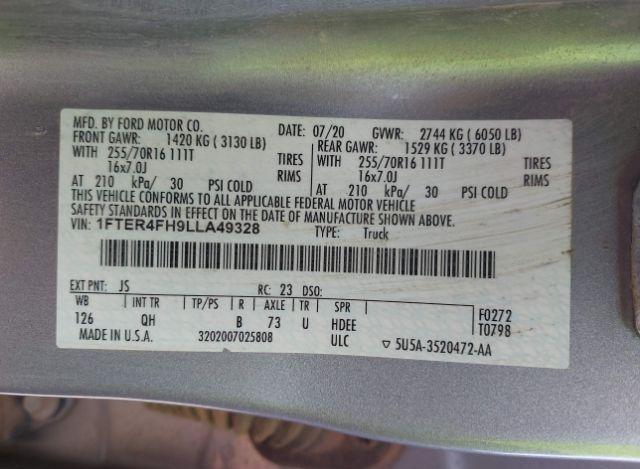 MFD. BY FORD MOTOR CO. DATE: 07/20 GVWR: 2744 KG ( 6050 LB)
FRONT GAWR: 1420 KG ( 3130 LB) REAR GAWR: 1529 KG ( 3370 LB)
WITH 255/70R16 111T TIRES WITH 255/70R16 111T TIRES
16x7.0J RIMS 16x7.0J RIMS
AT 210 kPa/ 30 PSI COLD AT 210 kPa/ 30 PSI COLD
THIS VEHICLE CONFORMS TO ALL APPLICABLE FEDERAL MOTOR VEHICLE
SAFETY STANDARDS IN EFFECT ON THE DATE OF MANUFACTURE SHOWN ABOVE.
VIN: 1FTER4FH9LLA49328 TYPE: Truck
EXT PNT: JS RC: 23 DSO:
WB INT TR TP/PS R AXLE TR SPR F0272
126 QH B 73 U HDEE T0798
MADE IN U.S.A. 3202007025808 ULC ▽ 5U5A-3520472-AA